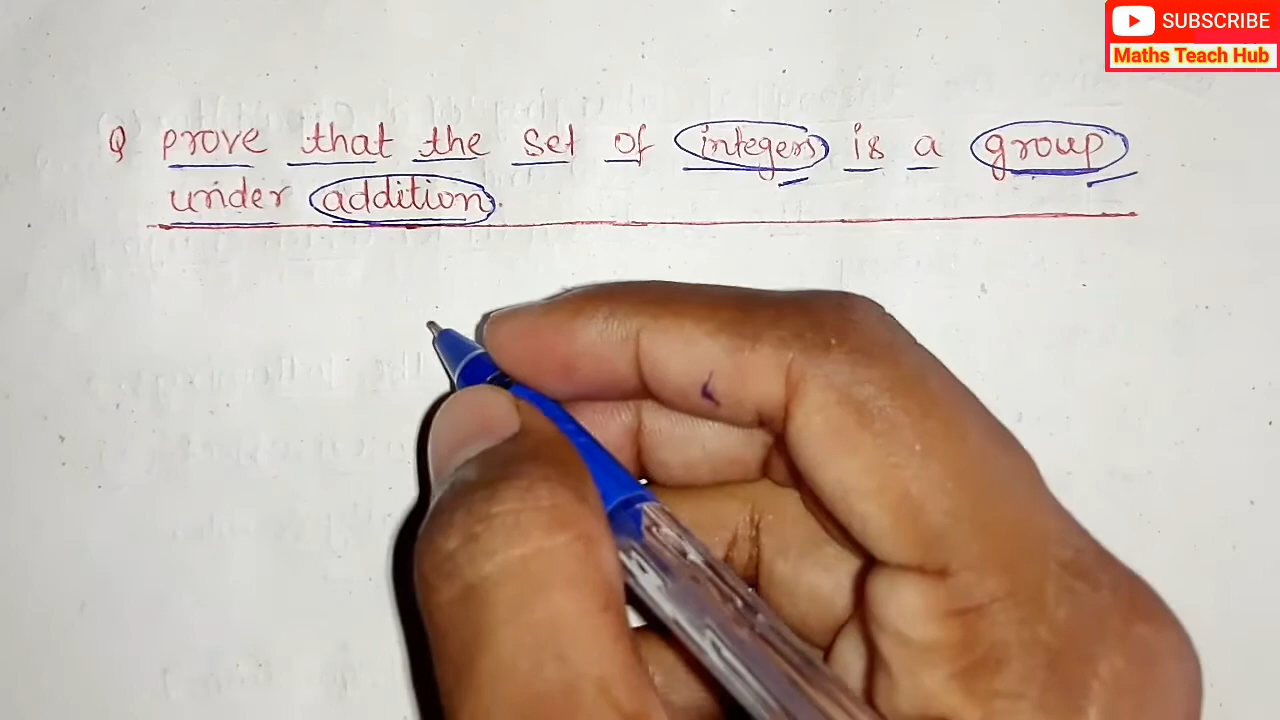 SUBSCRIBE
Maths Teach Hub
Q prove that the set of integers is a group
under addition.